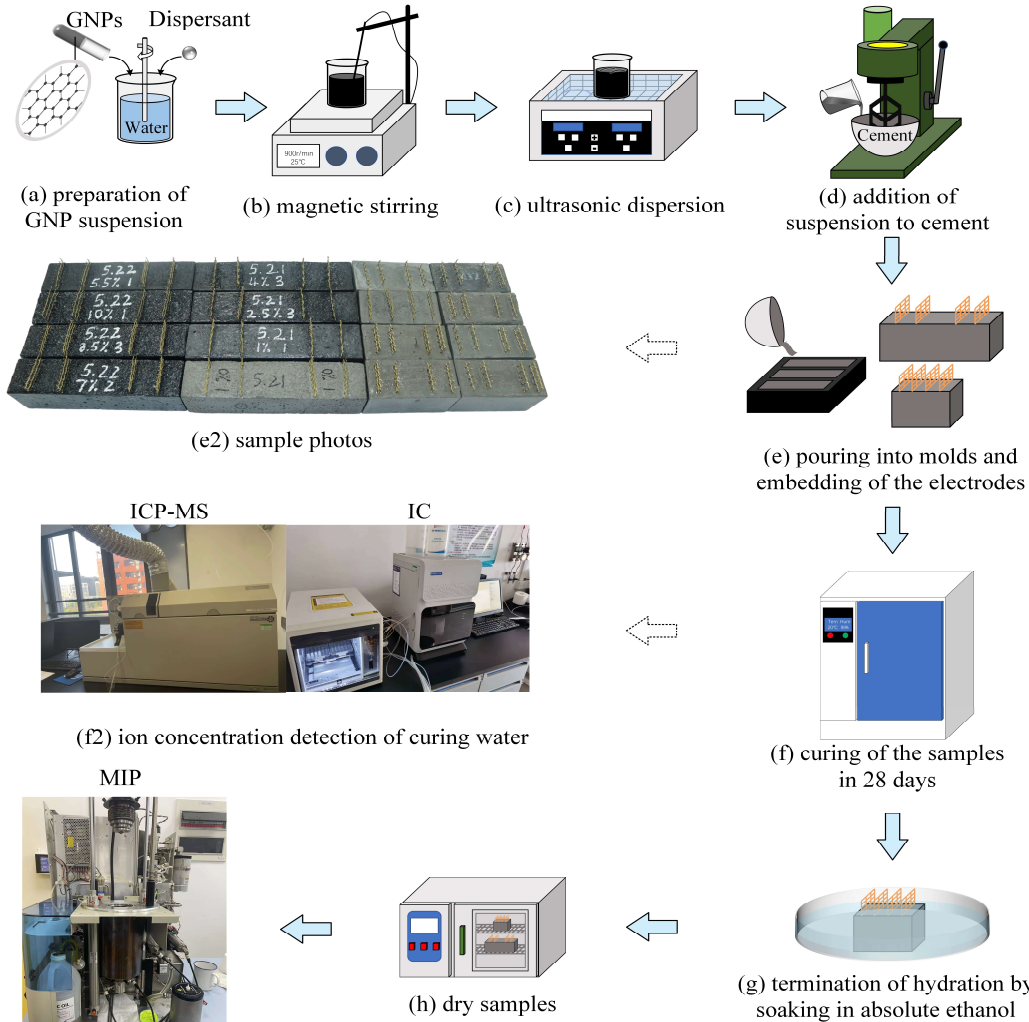 GNPs
Dispersant
Water
(a) preparation of
GNP suspension
900r/min
25℃
(b) magnetic stirring
(c) ultrasonic dispersion
Cement
(d) addition of
suspension to cement
5.22
5.5% 1
5.21
4% 3
5.22
10% 1
5.21
2.5% 3
5.22
8.5% 3
5.21
1% 1
5.22
7% 2
1%
5.21
1%
(e2) sample photos
(e) pouring into molds and
embedding of the electrodes
ICP-MS
IC
(f2) ion concentration detection of curing water
(f) curing of the samples
in 28 days
MIP
(h) dry samples
(g) termination of hydration by
soaking in absolute ethanol